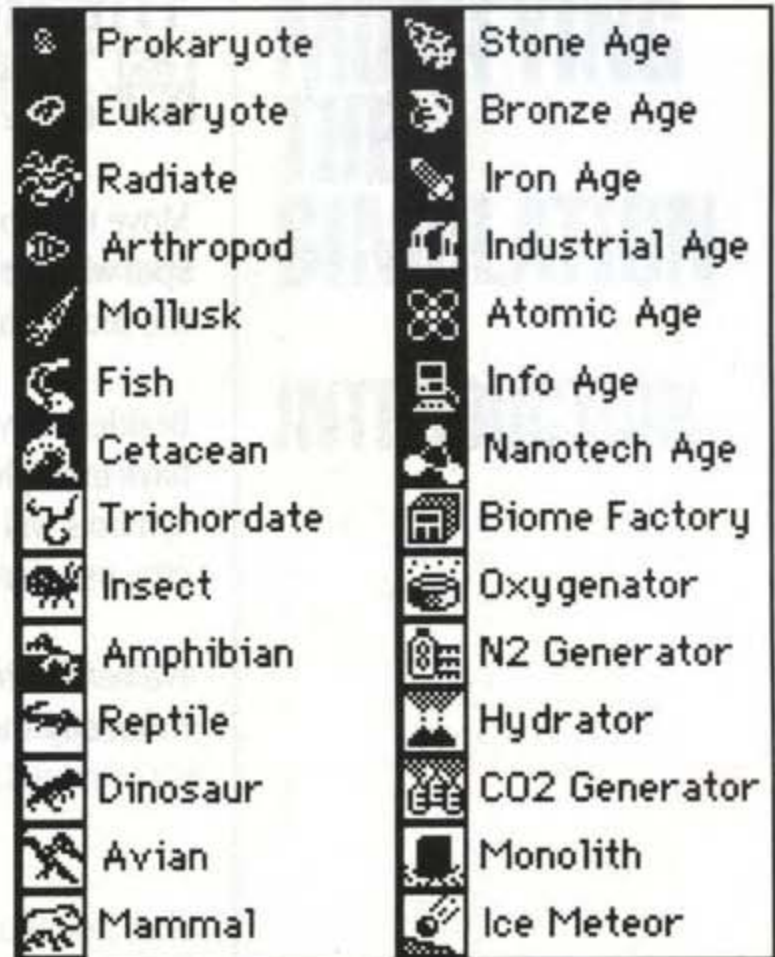 Prokaryote
Eukaryote
Radiate
Arthropod
Mollusk
Fish
Cetacean
Trichordate
Insect
Amphibian
Reptile
Dinosaur
Avian
Mammal
Stone Age
Bronze Age
Iron Age
Industrial Age
Atomic Age
Info Age
Nanotech Age
Biome Factory
Oxygenator
N2 Generator
Hydrator
CO2 Generator
Monolith
Ice Meteor